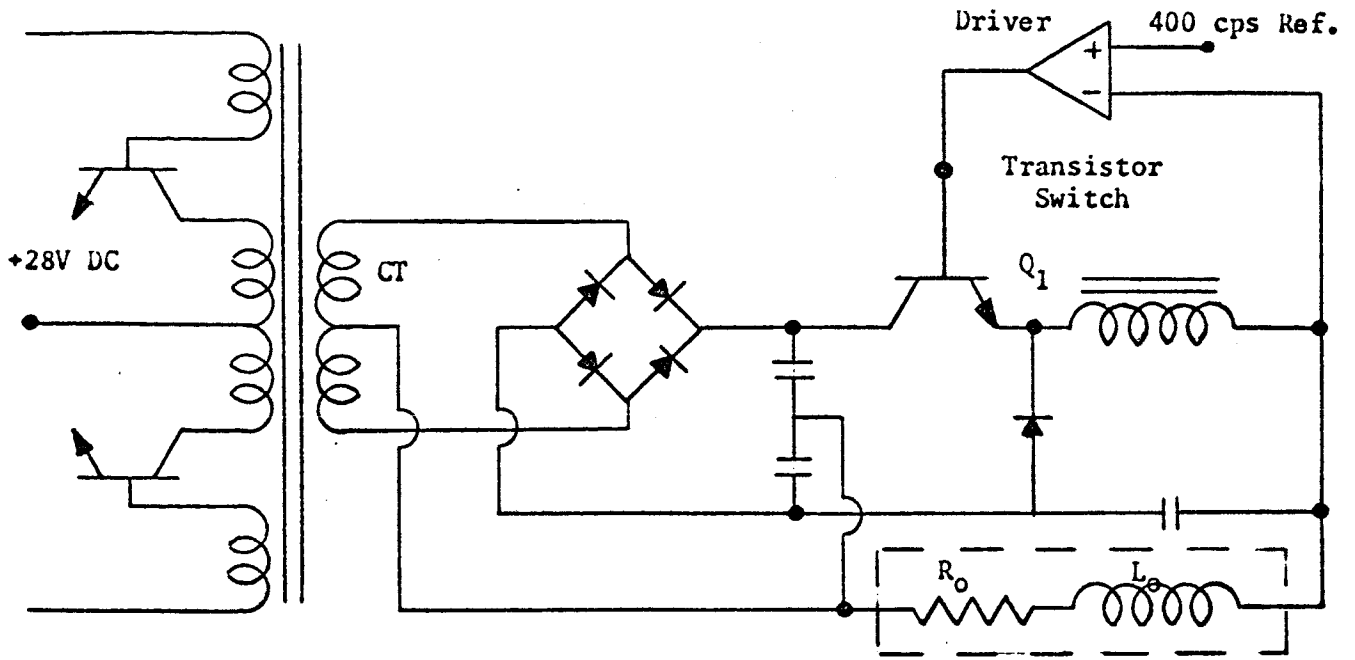 Driver
400 cps Ref.
+
−
Transistor
Switch
+28V DC
CT
Q1
Ro
Lo